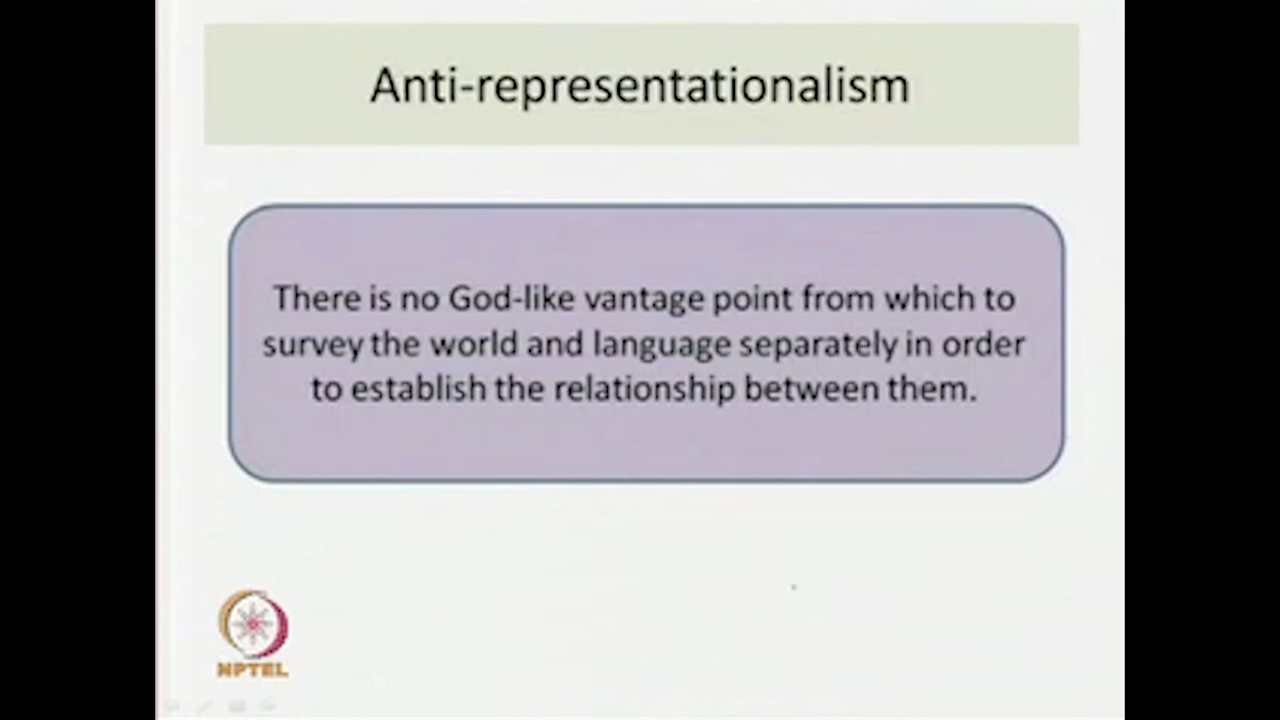 Anti-representationalism
There is no God-like vantage point from which to
survey the world and language separately in order
to establish the relationship between them.
NPTEL